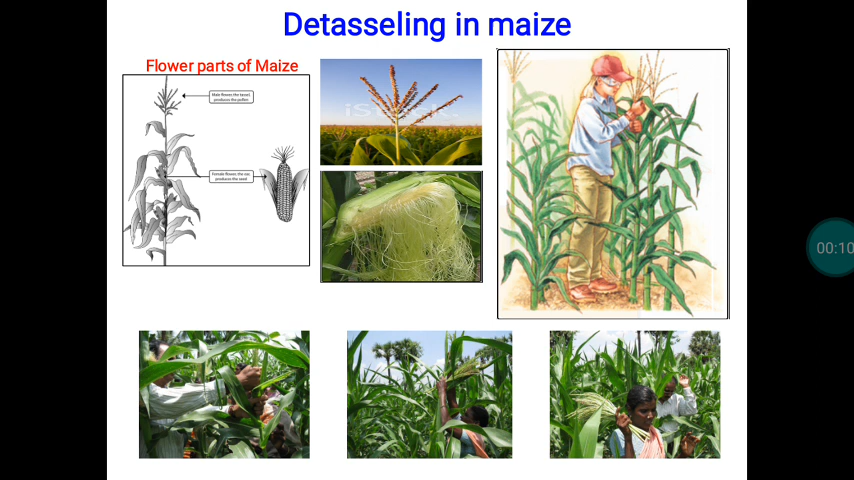 Detasseling in maize
Flower parts of Maize
Male flower, the tassel,
produces the pollen.
Female flower, the ear,
produces the seed.
iStock.
00:10